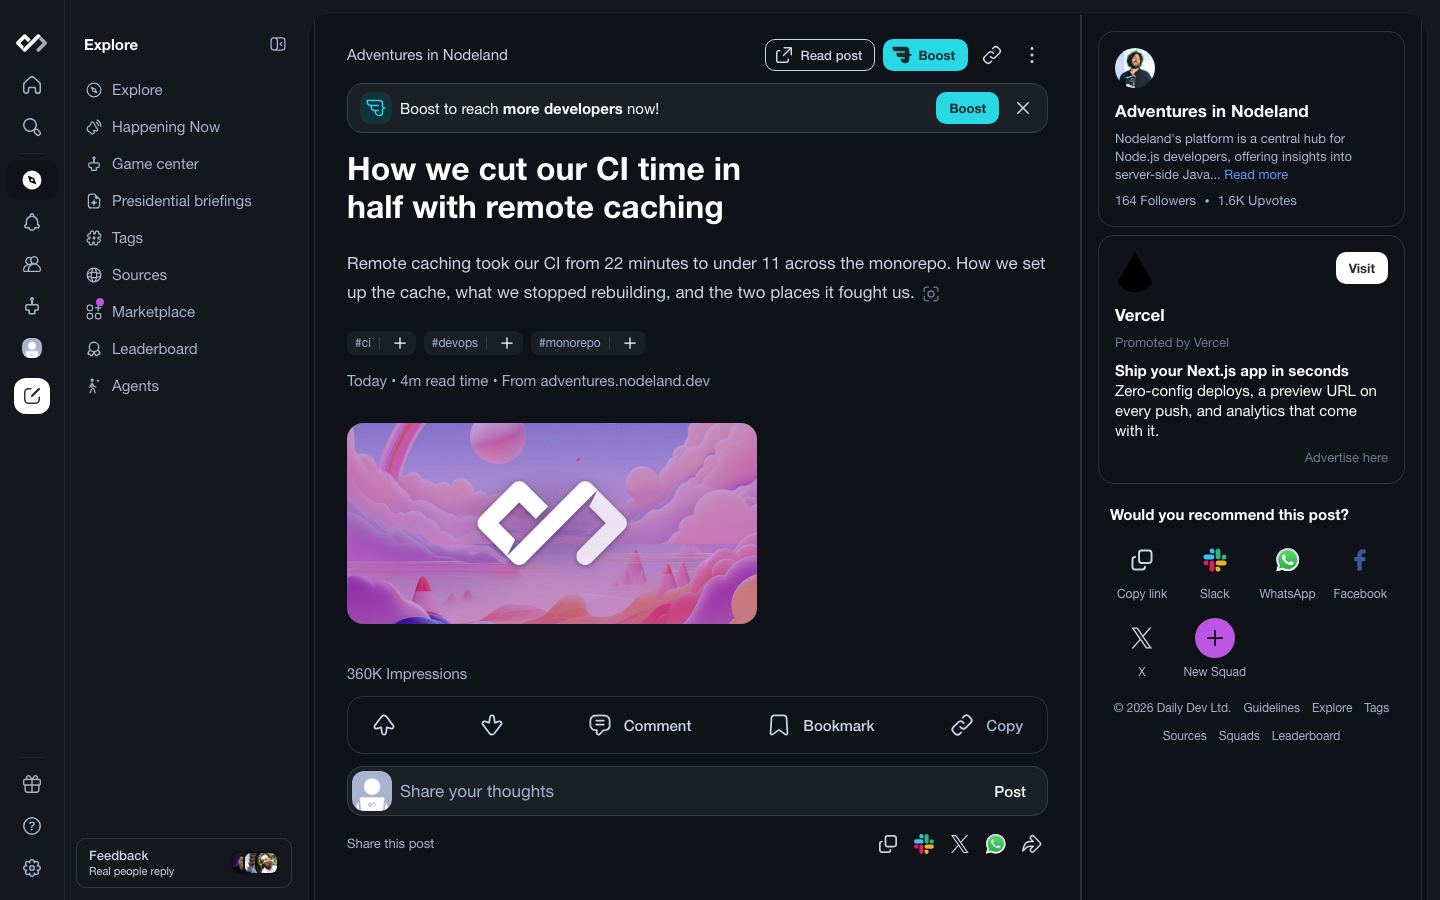 Explore
Explore
Happening Now
Game center
Presidential briefings
Tags
Sources
Marketplace
Leaderboard
Agents
Feedback
Real people reply
Adventures in Nodeland
Read post
Boost
Boost to reach more developers now!
Boost
How we cut our CI time in
half with remote caching
Remote caching took our CI from 22 minutes to under 11 across the monorepo. How we set
up the cache, what we stopped rebuilding, and the two places it fought us.
#ci
#devops
#monorepo
Today • 4m read time • From adventures.nodeland.dev
360K Impressions
Comment
Bookmark
Copy
Share your thoughts
Post
Share this post
Adventures in Nodeland
Nodeland's platform is a central hub for
Node.js developers, offering insights into
server-side Java... Read more
164 Followers • 1.6K Upvotes
Visit
Vercel
Promoted by Vercel
Ship your Next.js app in seconds
Zero-config deploys, a preview URL on
every push, and analytics that come
with it.
Advertise here
Would you recommend this post?
Copy link
Slack
WhatsApp
Facebook
X
New Squad
© 2026 Daily Dev Ltd. Guidelines Explore Tags
Sources Squads Leaderboard